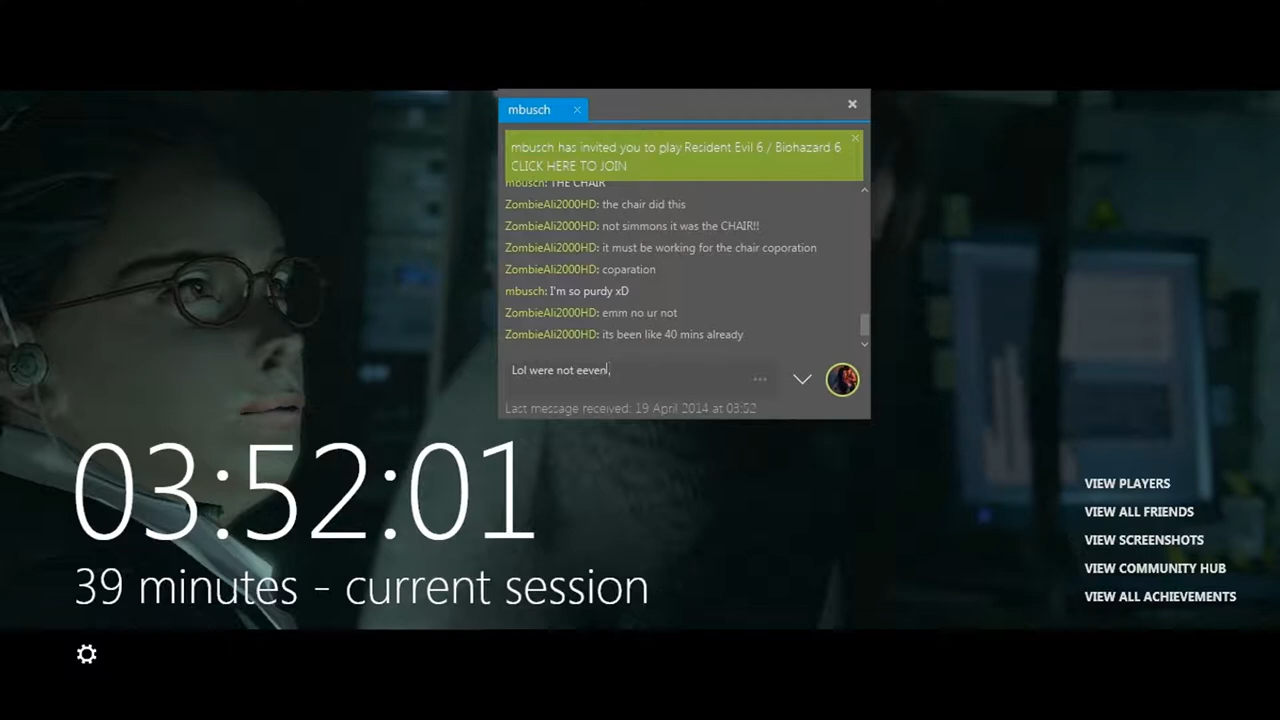 mbusch
mbusch has invited you to play Resident Evil 6 / Biohazard 6
CLICK HERE TO JOIN
mbusch: THE CHAIR
ZombieAli2000HD: the chair did this
ZombieAli2000HD: not simmons it was the CHAIR!!
ZombieAli2000HD: it must be working for the chair coporation
ZombieAli2000HD: coparation
mbusch: I'm so purdy xD
ZombieAli2000HD: emm no ur not
ZombieAli2000HD: its been like 40 mins already
Lol were not eevenl,
Last message received: 19 April 2014 at 03:52
03:52:01
39 minutes - current session
VIEW PLAYERS
VIEW ALL FRIENDS
VIEW SCREENSHOTS
VIEW COMMUNITY HUB
VIEW ALL ACHIEVEMENTS